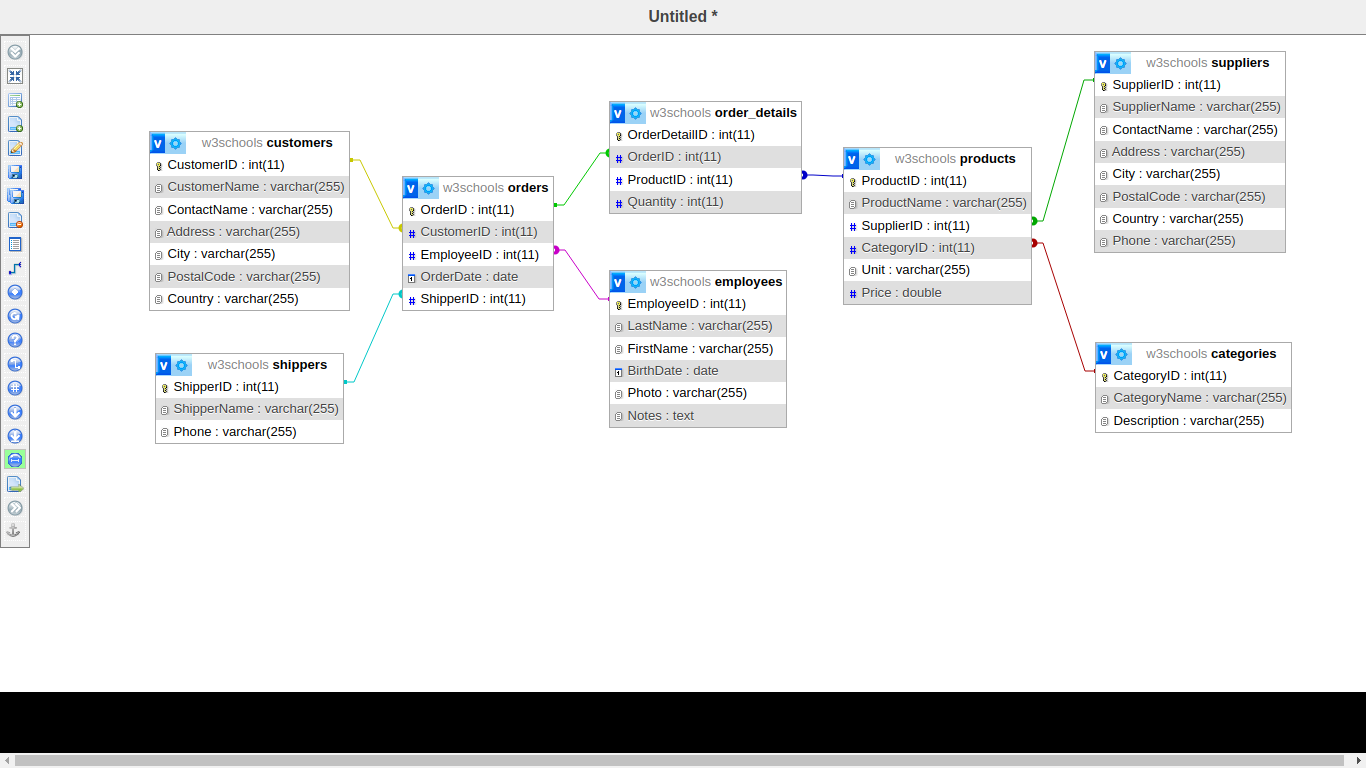 Untitled *
w3schools customers
CustomerID : int(11)
CustomerName : varchar(255)
ContactName : varchar(255)
Address : varchar(255)
City : varchar(255)
PostalCode : varchar(255)
Country : varchar(255)
w3schools shippers
ShipperID : int(11)
ShipperName : varchar(255)
Phone : varchar(255)
w3schools orders
OrderID : int(11)
CustomerID : int(11)
EmployeeID : int(11)
OrderDate : date
ShipperID : int(11)
w3schools order_details
OrderDetailID : int(11)
OrderID : int(11)
ProductID : int(11)
Quantity : int(11)
w3schools employees
EmployeeID : int(11)
LastName : varchar(255)
FirstName : varchar(255)
BirthDate : date
Photo : varchar(255)
Notes : text
w3schools products
ProductID : int(11)
ProductName : varchar(255)
SupplierID : int(11)
CategoryID : int(11)
Unit : varchar(255)
Price : double
w3schools suppliers
SupplierID : int(11)
SupplierName : varchar(255)
ContactName : varchar(255)
Address : varchar(255)
City : varchar(255)
PostalCode : varchar(255)
Country : varchar(255)
Phone : varchar(255)
w3schools categories
CategoryID : int(11)
CategoryName : varchar(255)
Description : varchar(255)